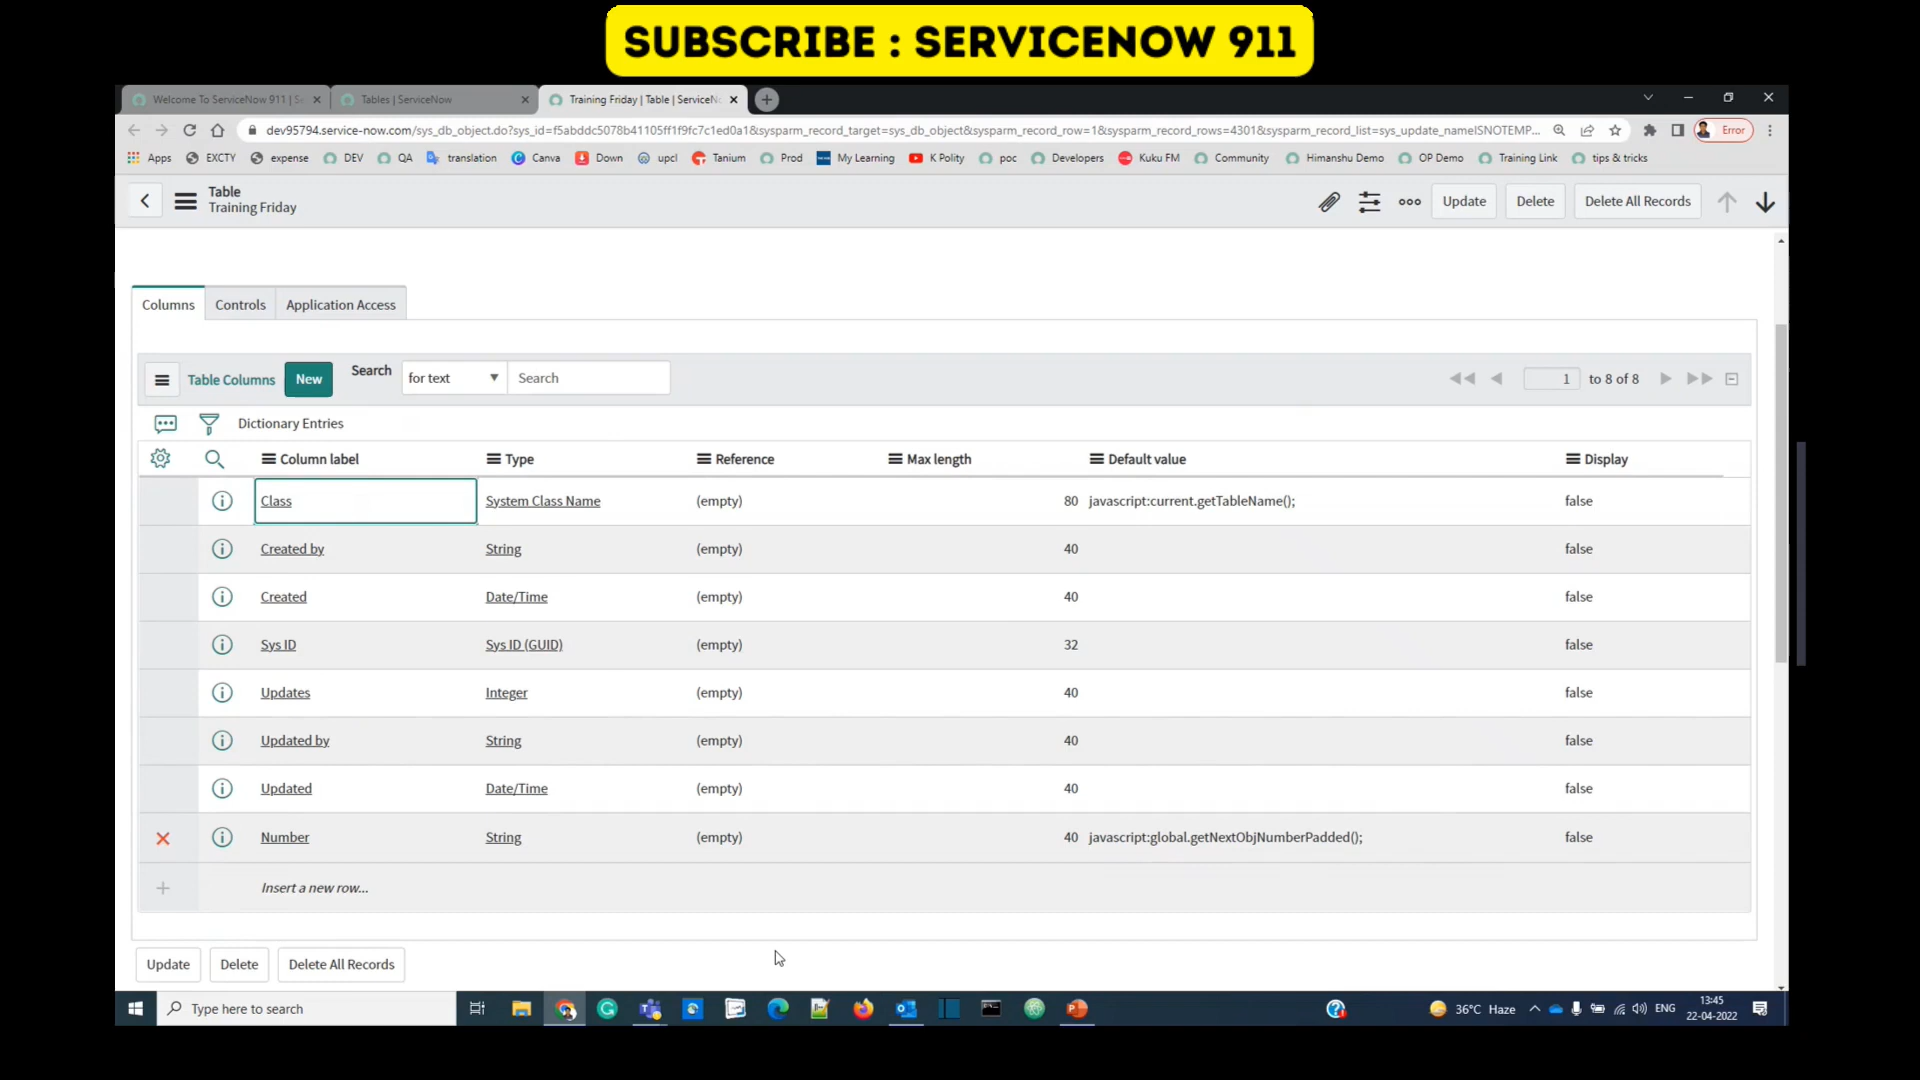 SUBSCRIBE : SERVICENOW 911
Welcome To ServiceNow 911 | Se
Tables | ServiceNow
Training Friday | Table | ServiceNo
dev95794.service-now.com/sys_db_object.do?sys_id=f5abddc5078b41105ff1f9fc7c1ed0a1&sysparm_record_target=sys_db_object&sysparm_record_row=1&sysparm_record_rows=4301&sysparm_record_list=sys_update_nameISNOTEMP...
Error
Apps EXCTY expense DEV QA translation Canva Down upcl Tanium Prod My Learning K Polity poc Developers Kuku FM Community Himanshu Demo OP Demo Training Link tips & tricks
Table
Training Friday
Update Delete Delete All Records
Columns Controls Application Access
Table Columns New Search for text Search 1 to 8 of 8
Dictionary Entries
Column label Type Reference Max length Default value Display
Class System Class Name (empty) 80 javascript:current.getTableName(); false
Created by String (empty) 40 false
Created Date/Time (empty) 40 false
Sys ID Sys ID (GUID) (empty) 32 false
Updates Integer (empty) 40 false
Updated by String (empty) 40 false
Updated Date/Time (empty) 40 false
Number String (empty) 40 javascript:global.getNextObjNumberPadded(); false
Insert a new row...
Update Delete Delete All Records
Type here to search
36°C Haze
ENG
13:45
22-04-2022